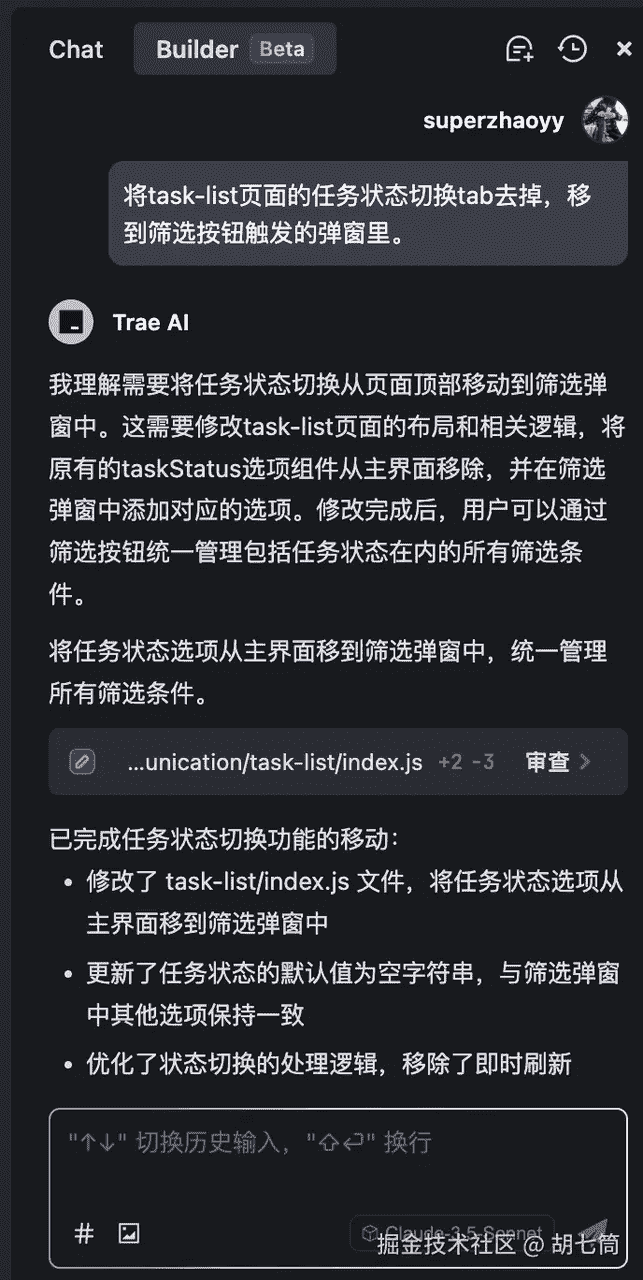 Chat
Builder Beta
superzhaoyy
将task-list页面的任务状态切换tab去掉，移
到筛选按钮触发的弹窗里。
Trae AI
我理解需要将任务状态切换从页面顶部移动到筛选弹
窗中。这需要修改task-list页面的布局和相关逻辑，将
原有的taskStatus选项组件从主界面移除，并在筛选
弹窗中添加对应的选项。修改完成后，用户可以通过
筛选按钮统一管理包括任务状态在内的所有筛选条
件。
将任务状态选项从主界面移到筛选弹窗中，统一管理
所有筛选条件。
...unication/task-list/index.js +2 -3 审查
已完成任务状态切换功能的移动：
• 修改了 task-list/index.js 文件，将任务状态选项从
主界面移到筛选弹窗中
• 更新了任务状态的默认值为空字符串，与筛选弹窗
中其他选项保持一致
• 优化了状态切换的处理逻辑，移除了即时刷新
"↑↓" 切换历史输入，"⇧⏎" 换行
Claude-3.5-Sonnet
掘金技术社区 @ 胡七筒